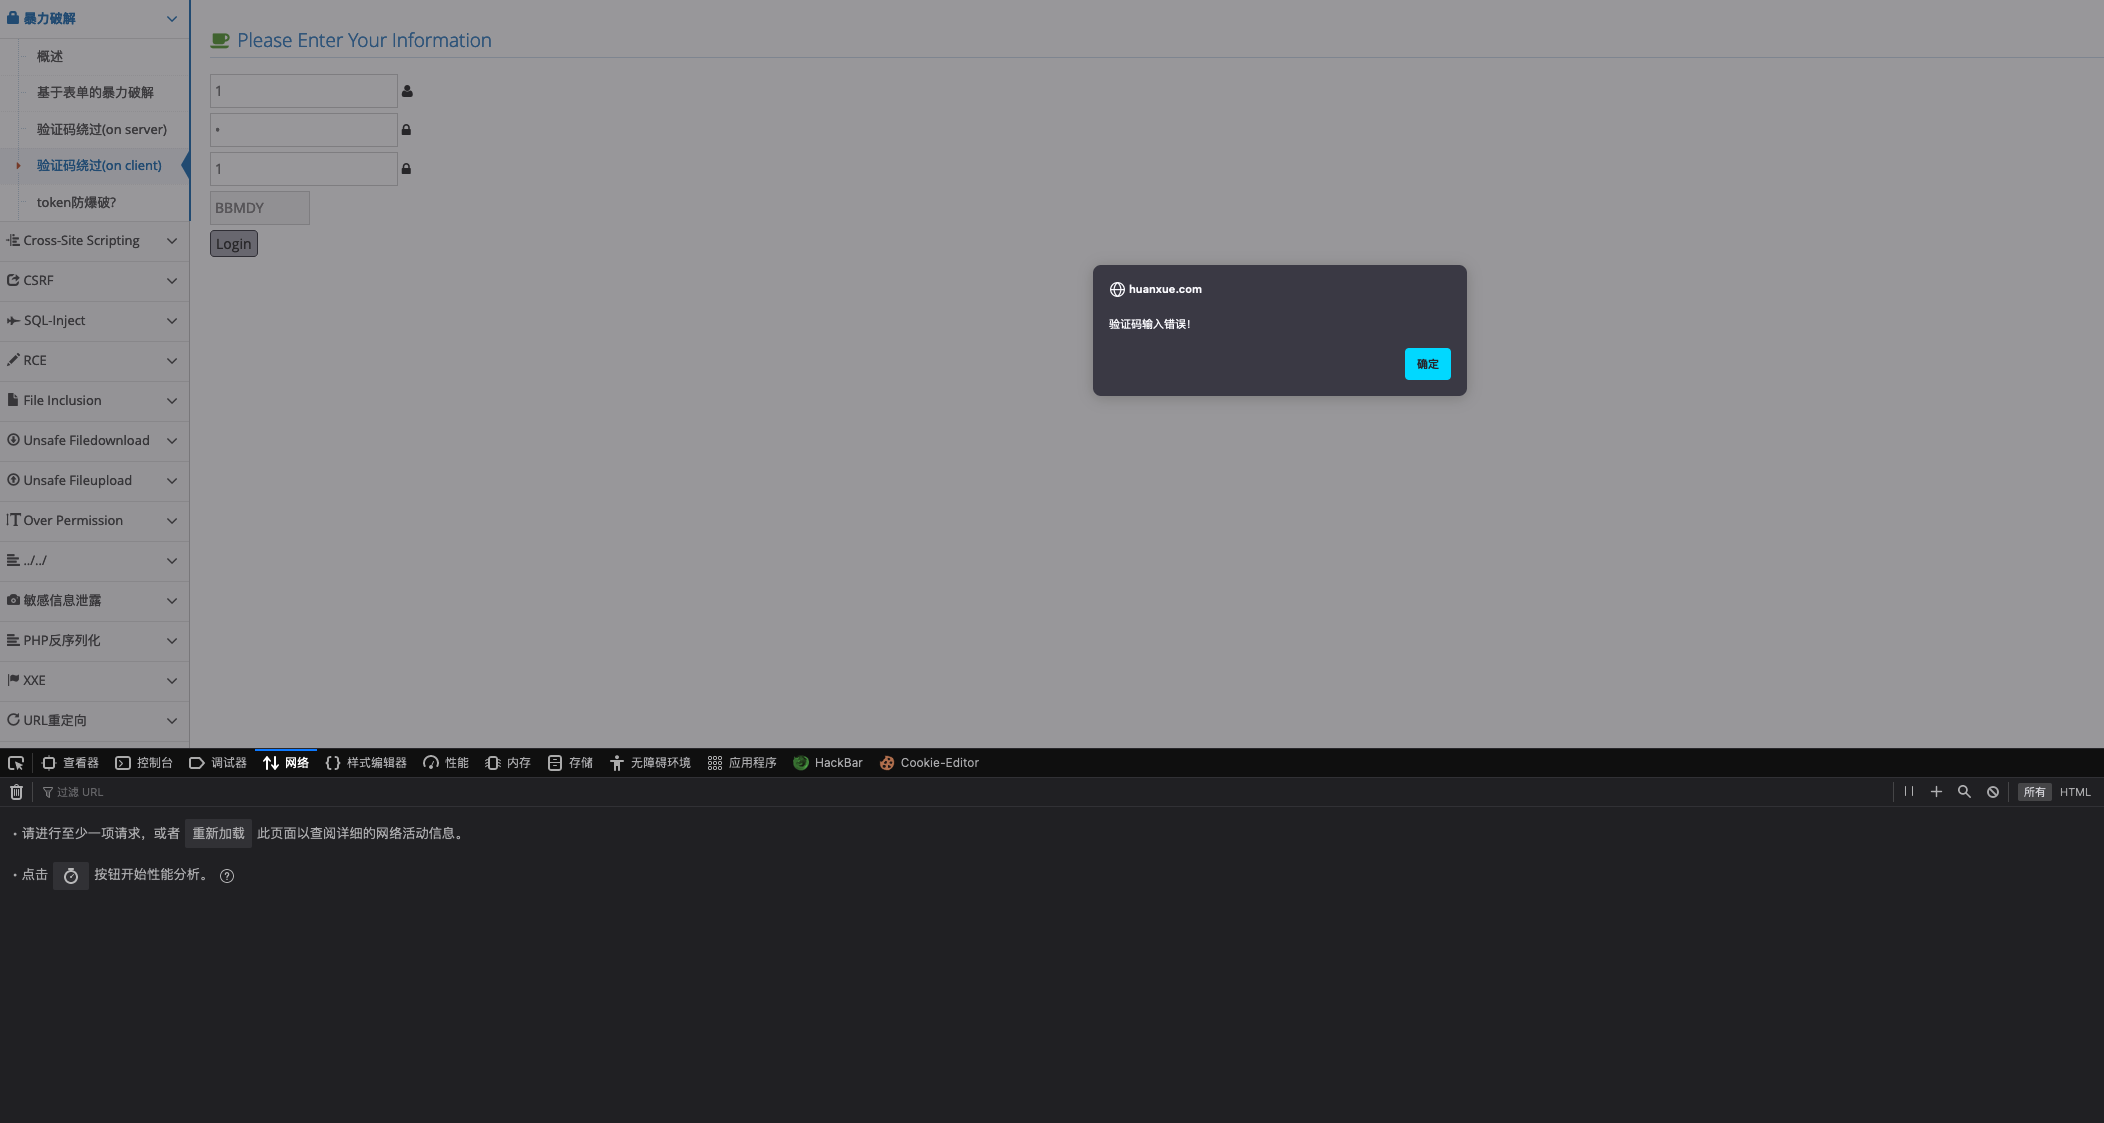 暴力破解
概述
基于表单的暴力破解
验证码绕过(on server)
验证码绕过(on client)
token防爆破?
Cross-Site Scripting
CSRF
SQL-Inject
RCE
File Inclusion
Unsafe Filedownload
Unsafe Fileupload
Over Permission
../../
敏感信息泄露
PHP反序列化
XXE
URL重定向
Please Enter Your Information
1
•
1
BBMDY
Login
huanxue.com
验证码输入错误!
确定
查看器 控制台 调试器 网络 样式编辑器 性能 内存 存储 无障碍环境 应用程序 HackBar Cookie-Editor
过滤 URL 所有 HTML
• 请进行至少一项请求，或者 重新加载 此页面以查阅详细的网络活动信息。
• 点击 按钮开始性能分析。 ?